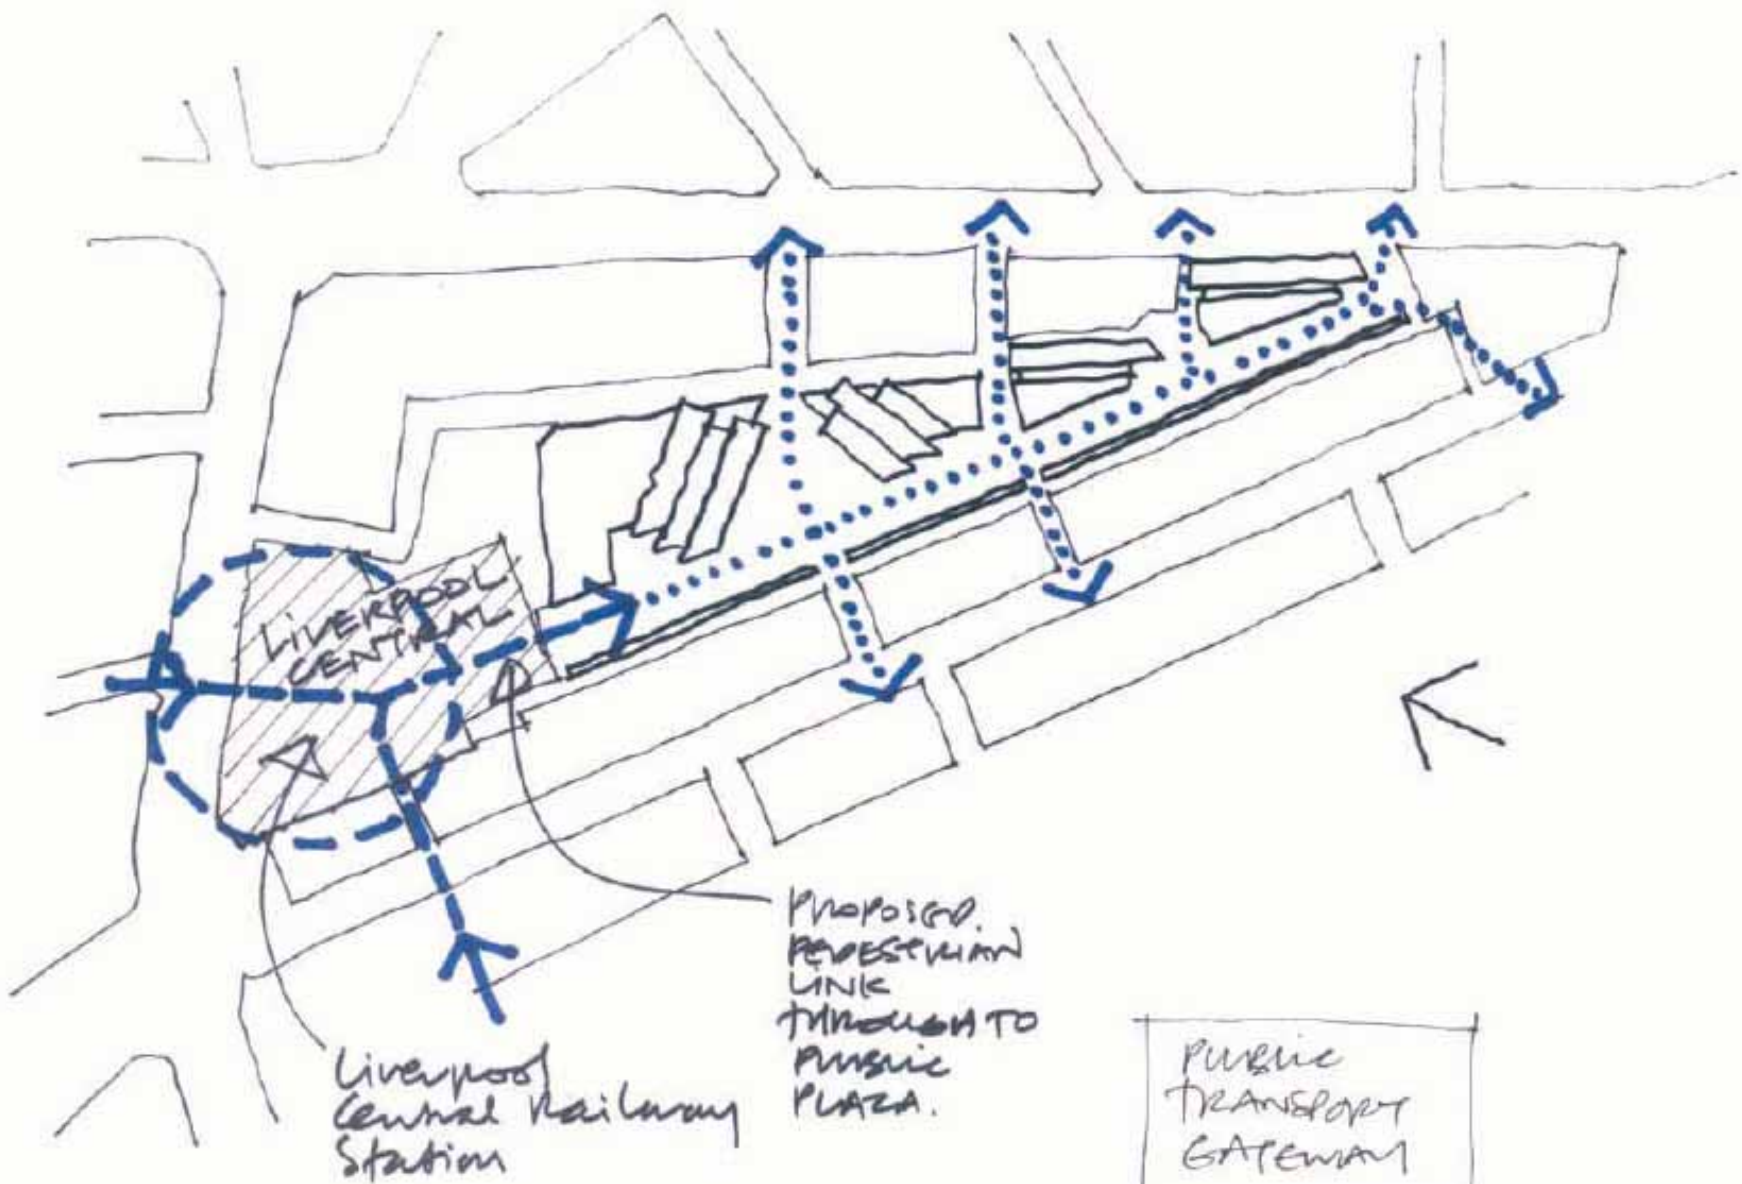 LIVERPOOL
CENTRAL
PROPOSED
PEDESTRIAN
LINK
THROUGH TO
PUBLIC
PLAZA.
Liverpool
Central Railway
Station
PUBLIC
TRANSPORT
GATEWAY